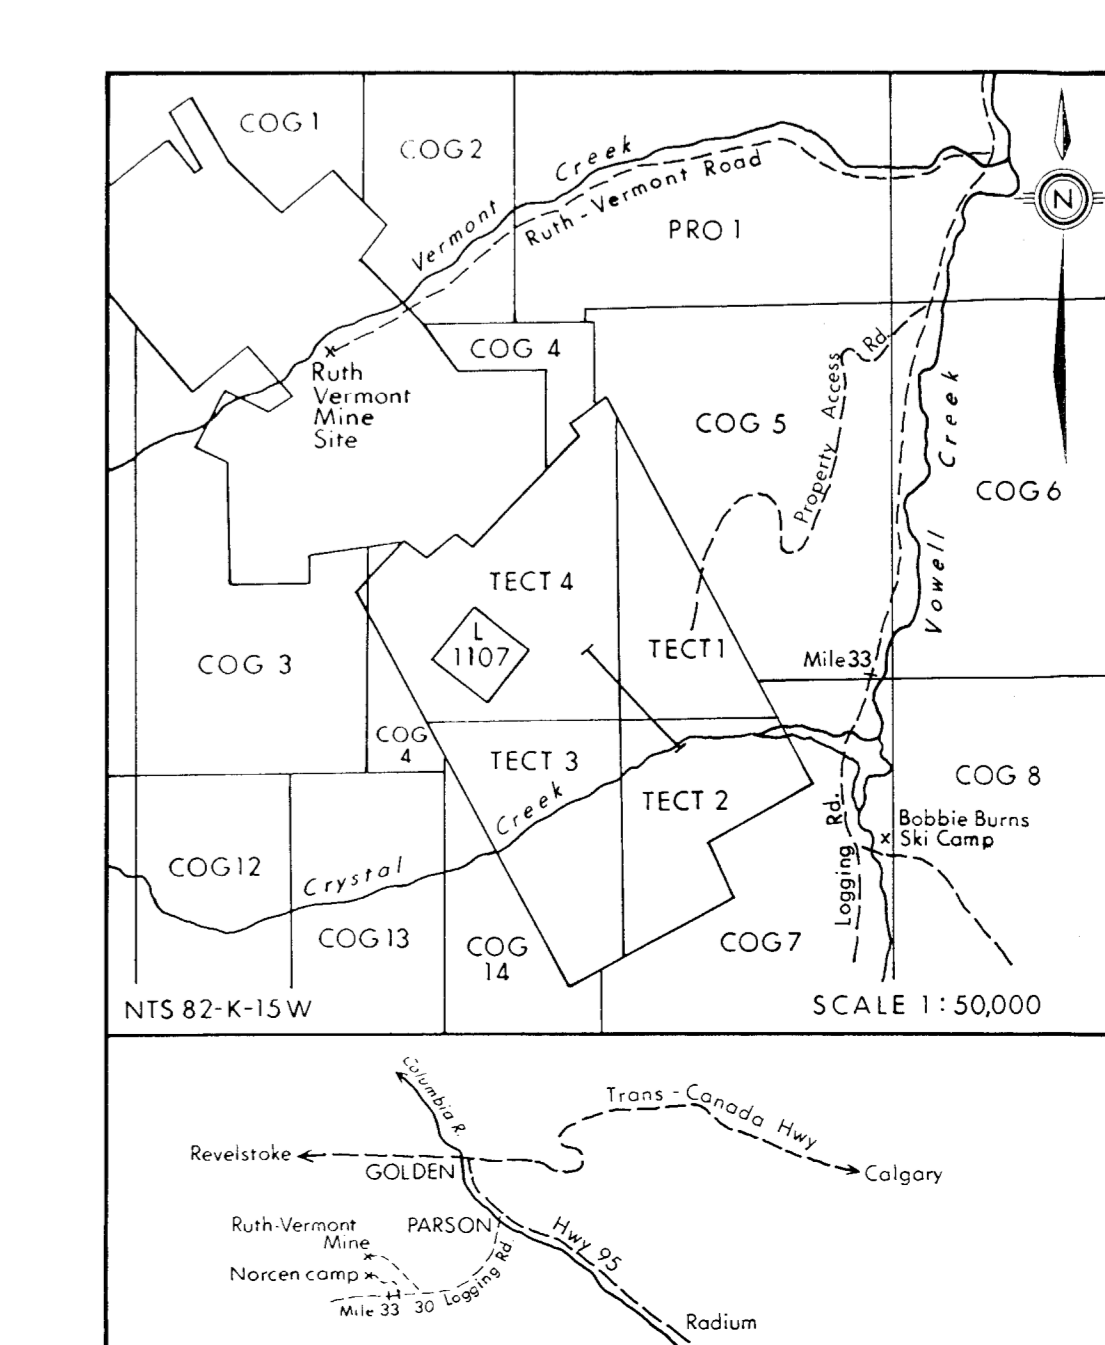 COG 1
COG 2
Vermont Creek
Ruth-Vermont Road
PRO 1
N
COG 4
Ruth
Vermont
Mine
Site
COG 5
Property Access Rd.
Vowell Creek
COG 6
TECT 4
L
1107
TECT 1
Mile 33
COG 3
COG
4
TECT 3
TECT 2
COG 8
Logging Rd.
Bobbie Burns
Ski Camp
Crystal Creek
COG 12
COG 13
COG
14
COG 7
NTS 82-K-15W
SCALE 1:50,000
Columbia R.
Trans-Canada Hwy
Revelstoke
GOLDEN
Calgary
Ruth-Vermont
Mine
PARSON
Hwy 95
Norcen camp
Mile 33 30 Logging Rd.
Radium